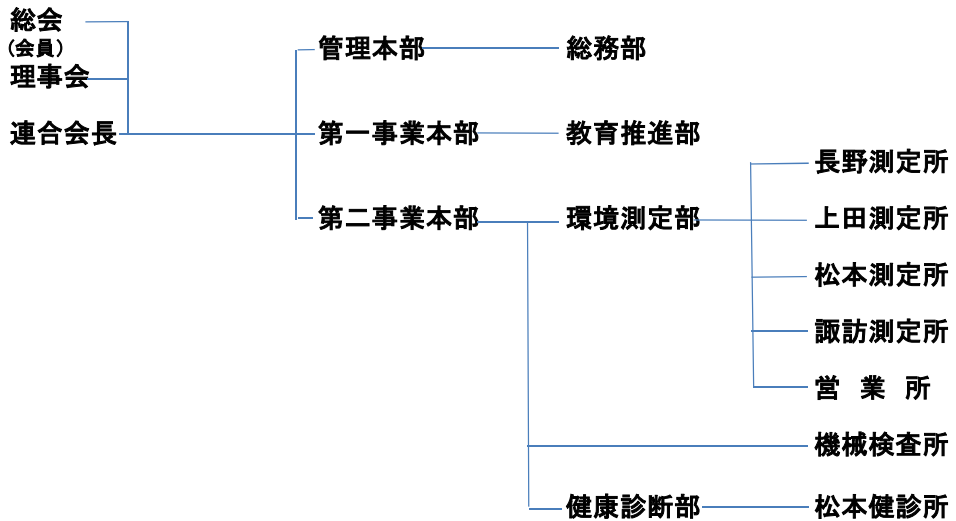 総会
（会員）
理事会
連合会長
管理本部
第一事業本部
第二事業本部
総務部
教育推進部
環境測定部
健康診断部
長野測定所
上田測定所
松本測定所
諏訪測定所
営　業　所
機械検査所
松本健診所